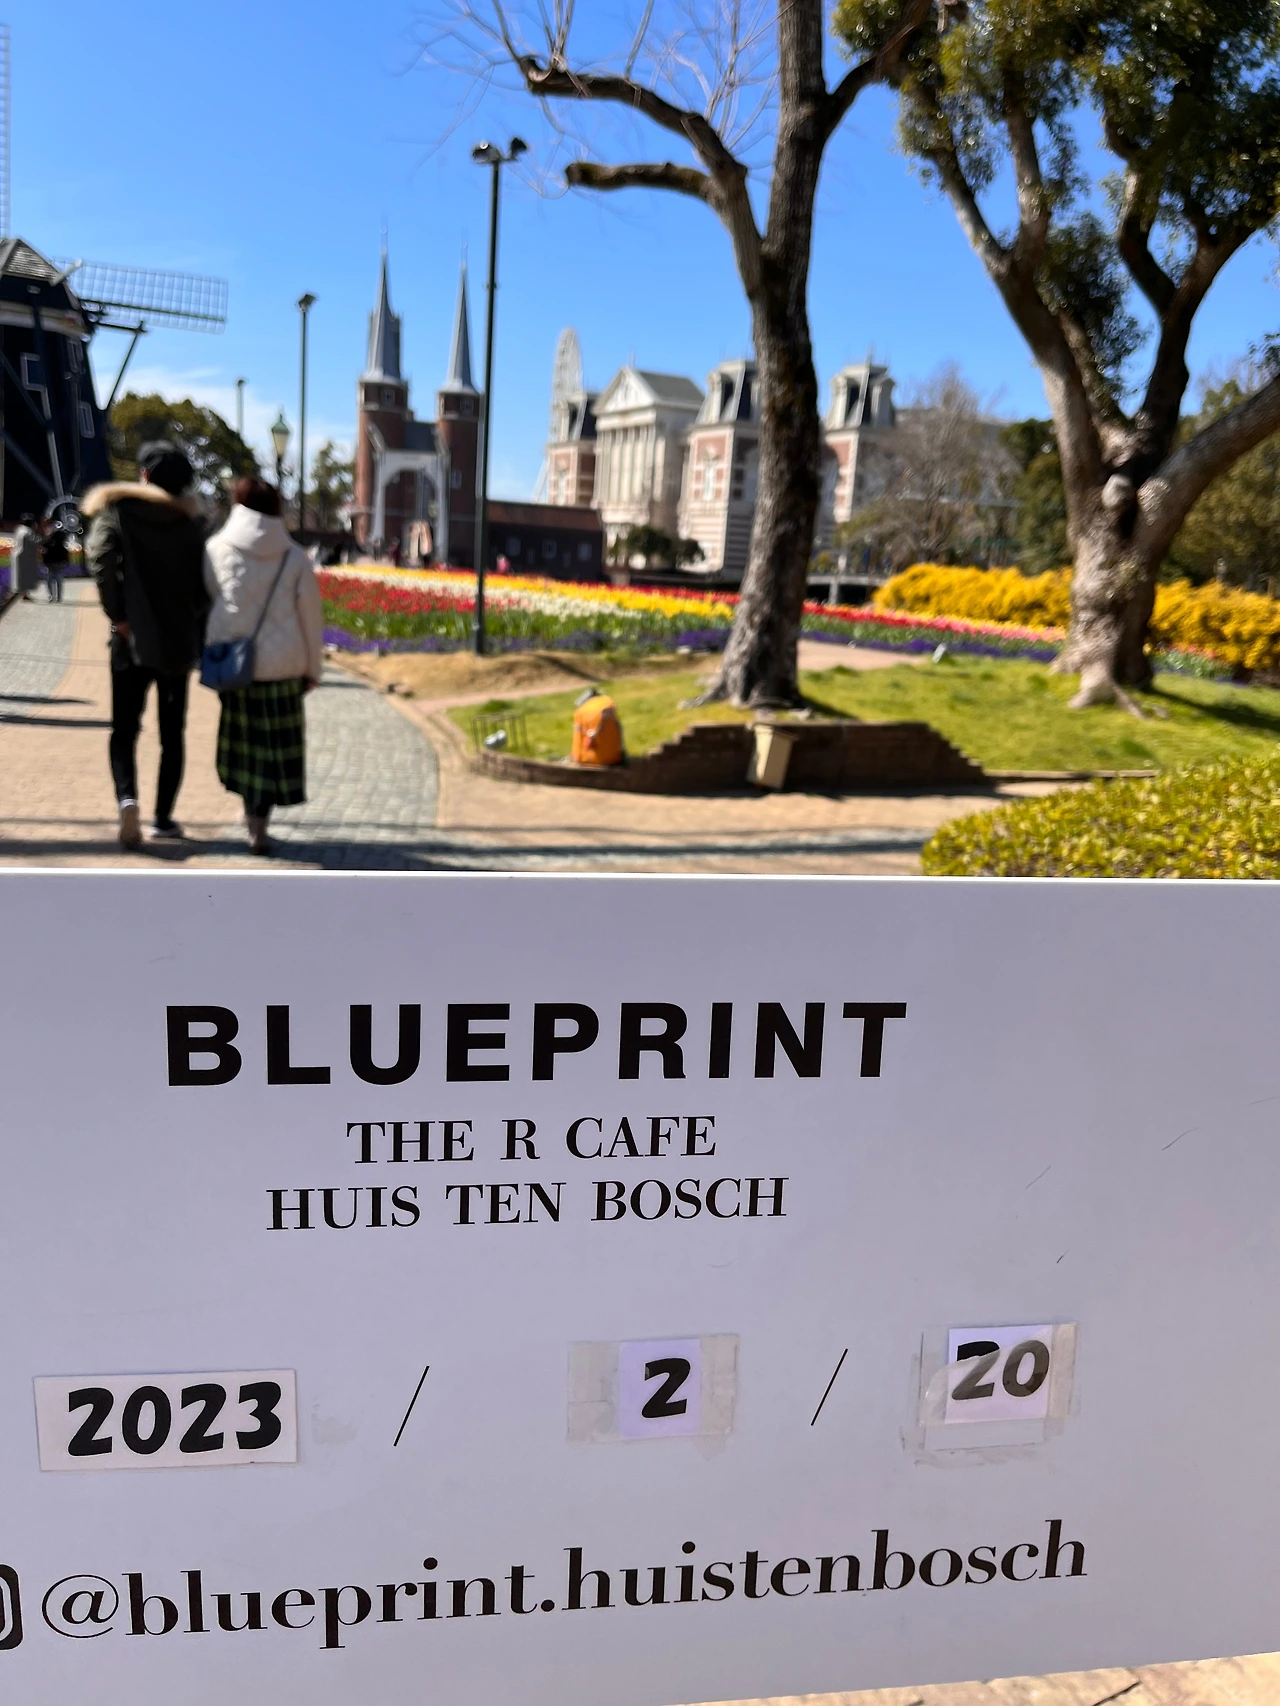 BLUEPRINT
THE R CAFE
HUIS TEN BOSCH
2023 / 2 / 20
@blueprint.huistenbosch